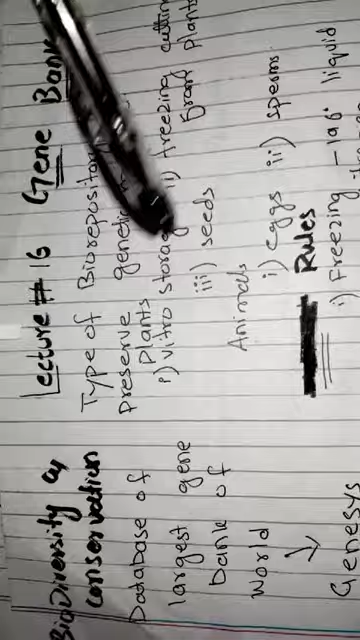 BioDiversity &
conservation
Database of
largest gene
bank of
World
↓
Genesys
Lecture # 16 Gene Bank
Type of Biorepository
preserve genetic
Plants
i) vitro storage ii) freezing cutting
iii) seeds plants
Animals
i) eggs ii) sperms
Rules
i) Freezing -196° liquid